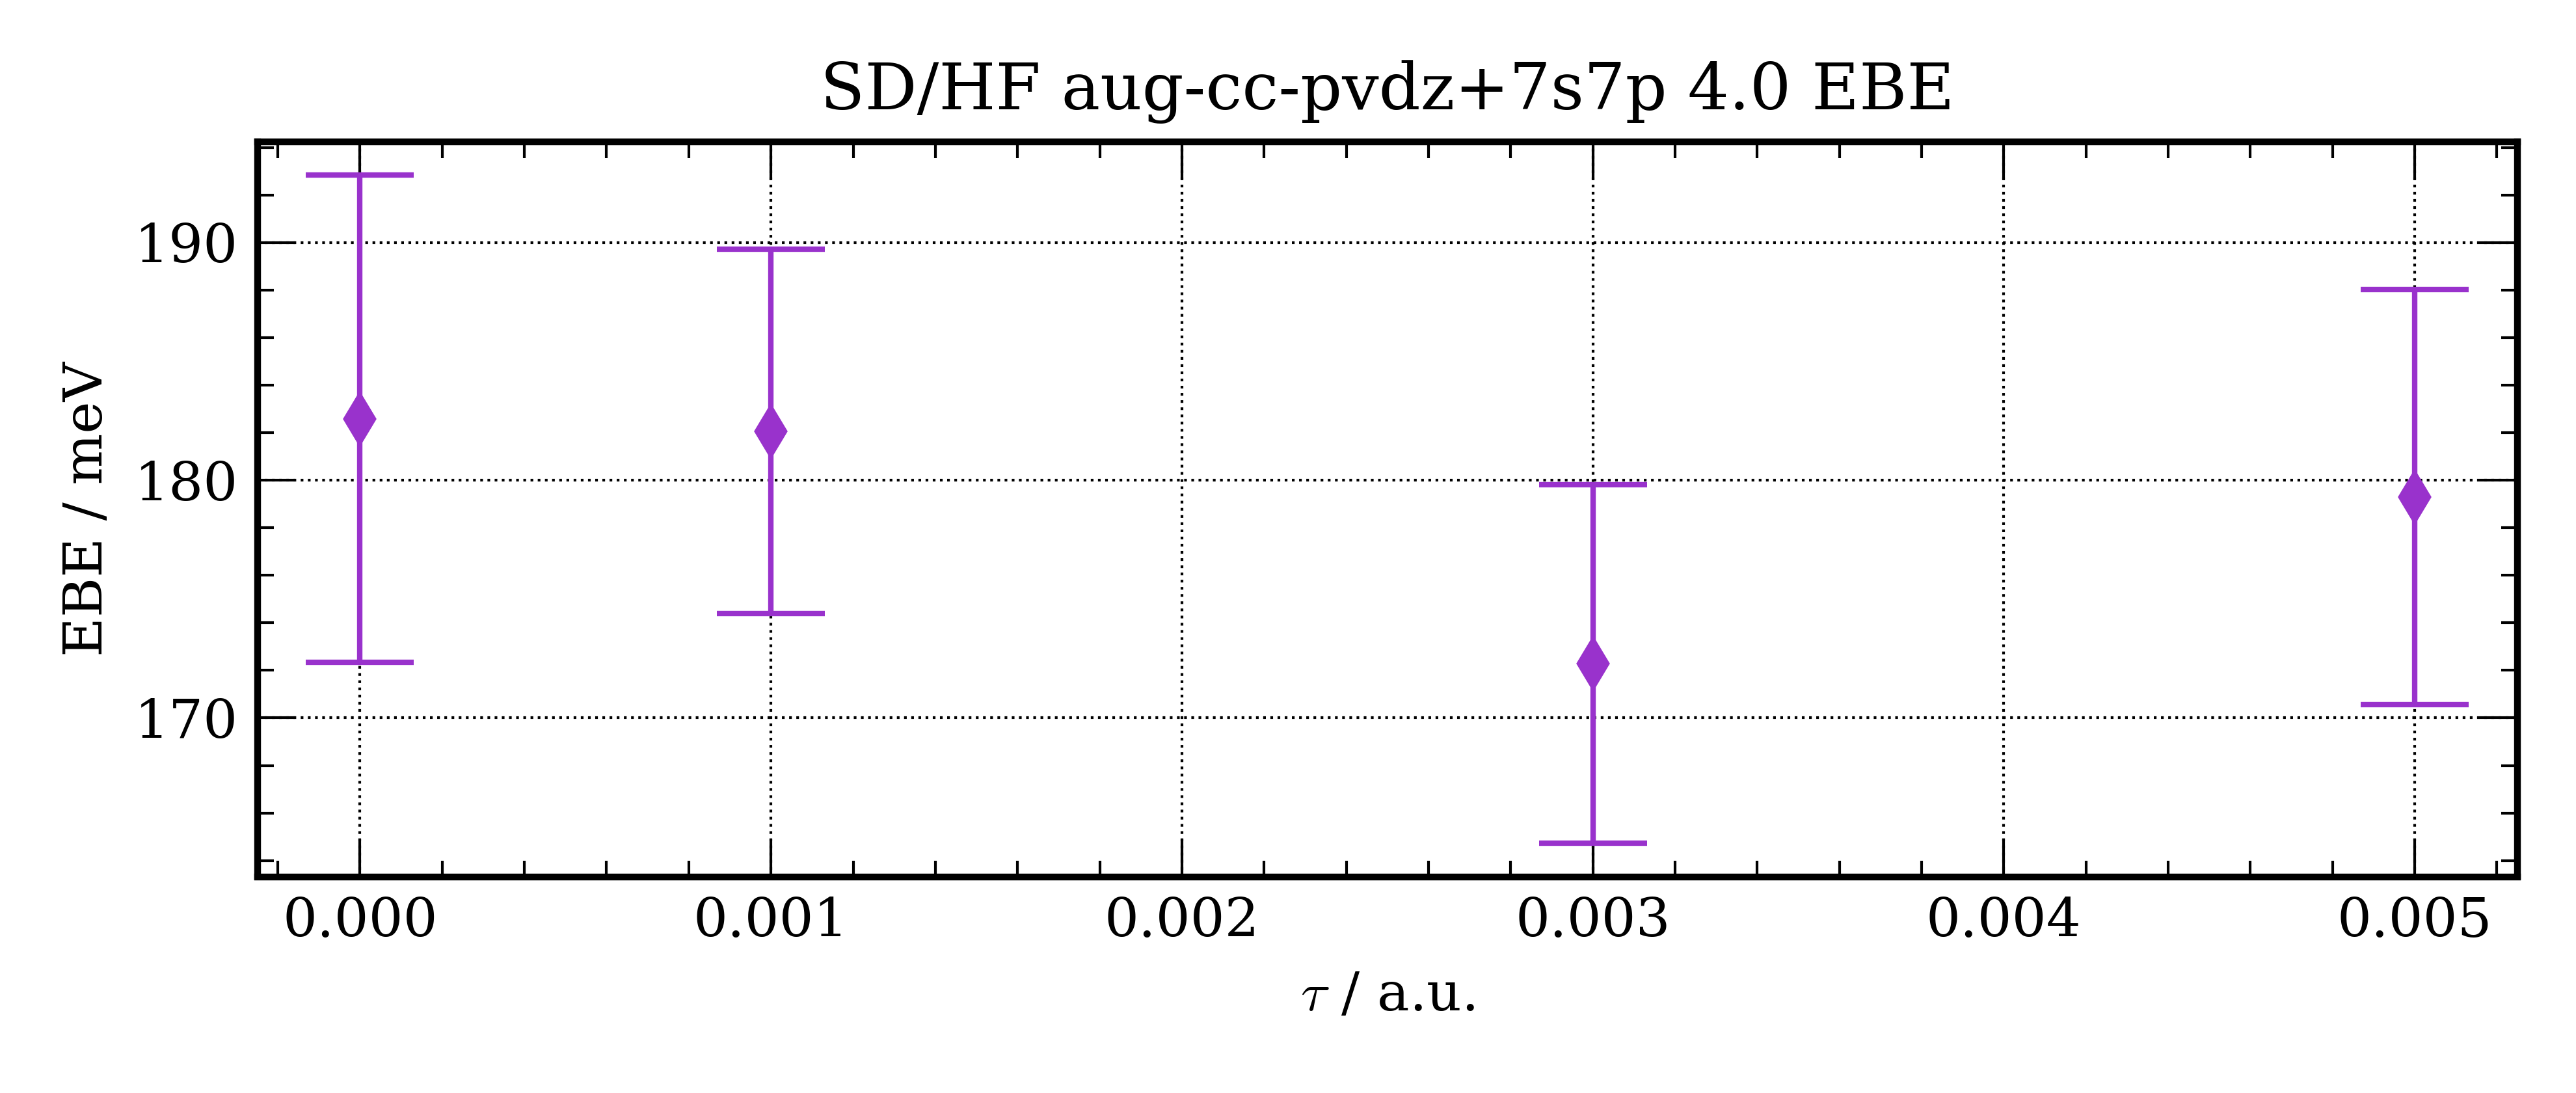 SD/HF aug-cc-pvdz+7s7p 4.0 EBE
EBE / meV
190
180
170
0.000 0.001 0.002 0.003 0.004 0.005
τ / a.u.